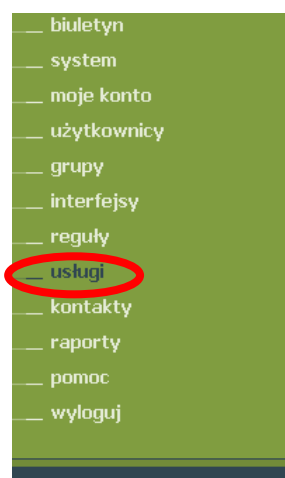 biuletyn
system
moje konto
użytkownicy
grupy
interfejsy
reguły
usługi
kontakty
raporty
pomoc
wyloguj